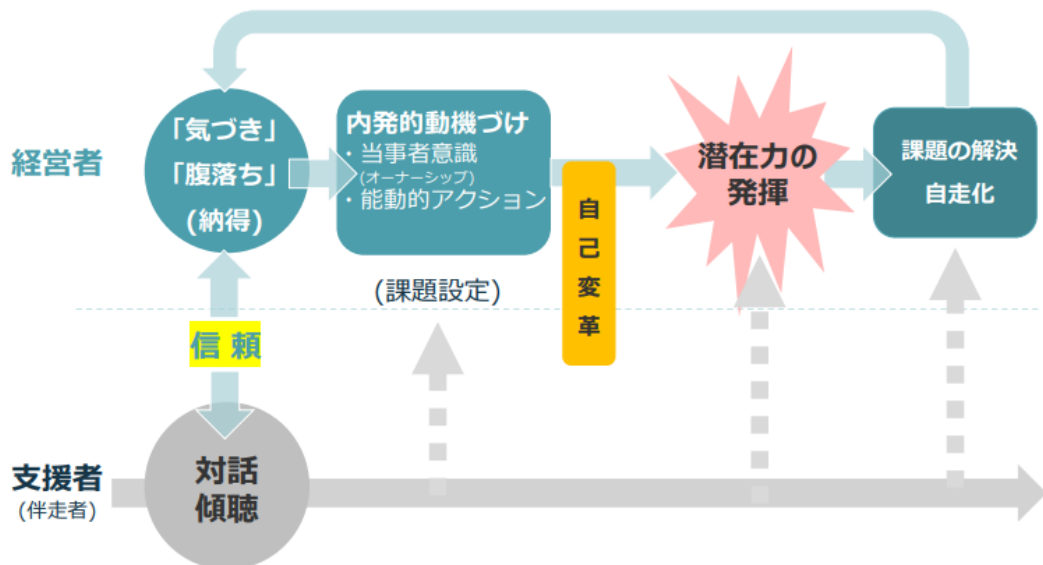 経営者
「気づき」
「腹落ち」
(納得)
内発的動機づけ
・当事者意識
(オーナーシップ)
・能動的アクション
(課題設定)
自己変革
潜在力の
発揮
課題の解決
自走化
信頼
支援者
(伴走者)
対話
傾聴